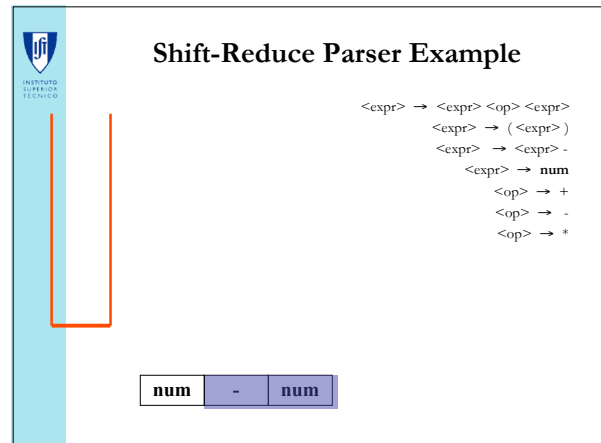 INSTITUTO
SUPERIOR
TECNICO
Shift-Reduce Parser Example
<expr> → <expr> <op> <expr>
<expr> → ( <expr> )
<expr> → <expr> -
<expr> → num
<op> → +
<op> → -
<op> → *
num - num